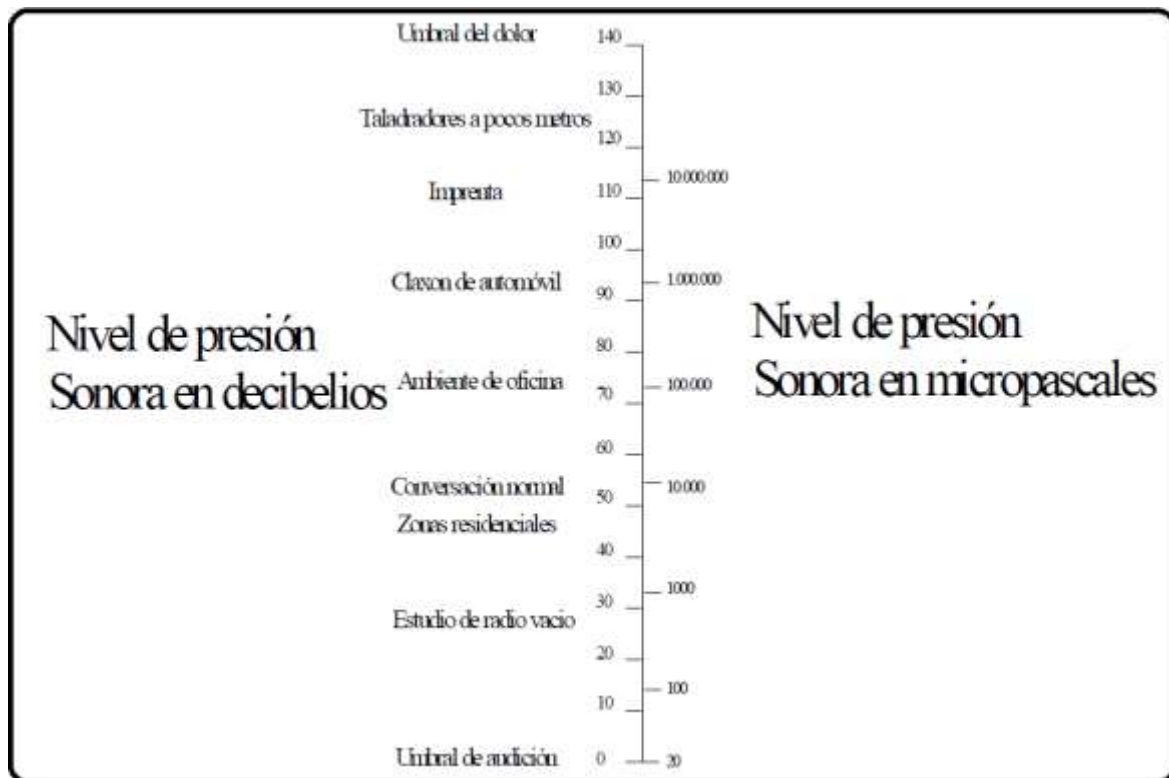 Umbral del dolor
140
130
Taladradores a pocos metros
120
10.000.000
Imprenta
110
100
Claxon de automóvil
1.000.000
90
Nivel de presión
Sonora en decibelios
Nivel de presión
Sonora en micropascales
80
Ambiente de oficina
100.000
70
60
Conversación normal
10.000
50
Zonas residenciales
40
1000
30
Estudio de radio vacio
20
100
10
Umbral de audición
0
20